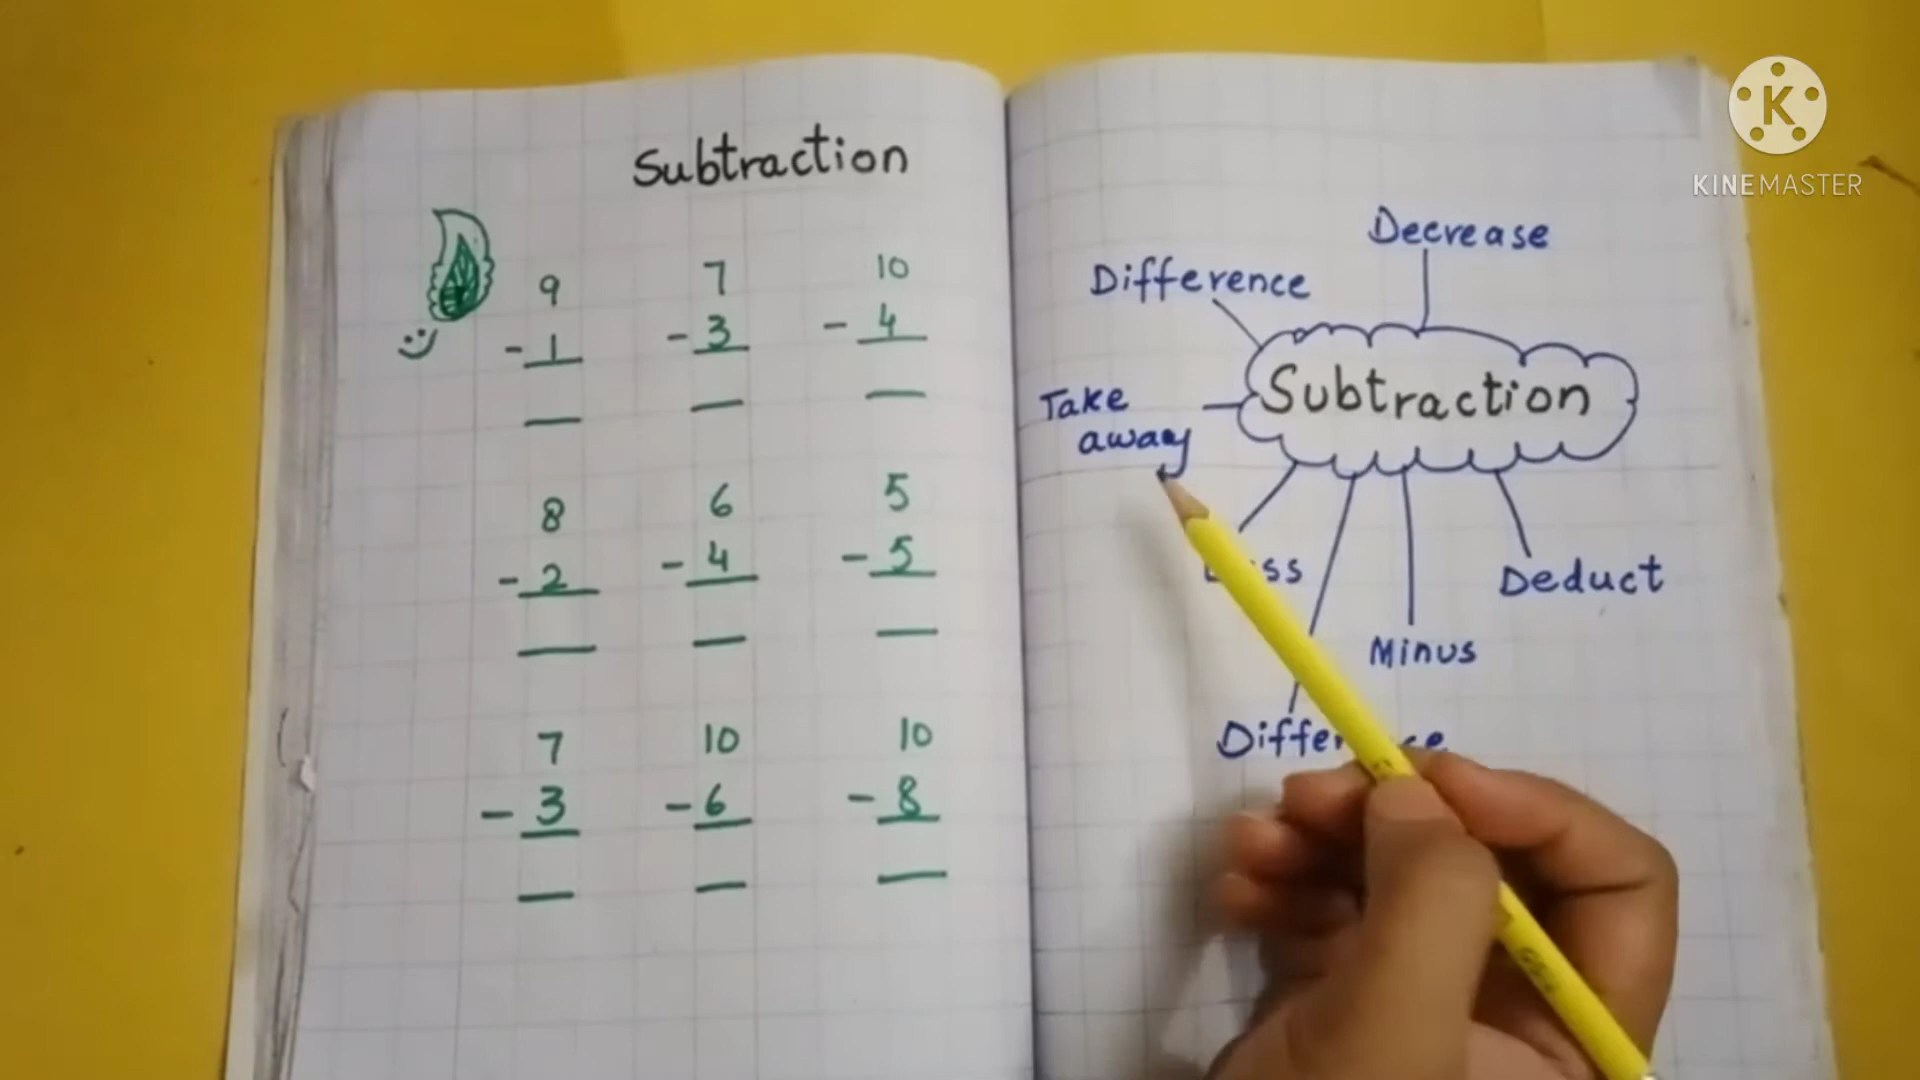 Subtraction
9 7 10
- 1 - 3 - 4
8 6 5
- 2 - 4 - 5
7 10 10
- 3 - 6 - 8
Decrease
Difference
Subtraction
Take
away
Deduct
Minus
K
KINEMASTER